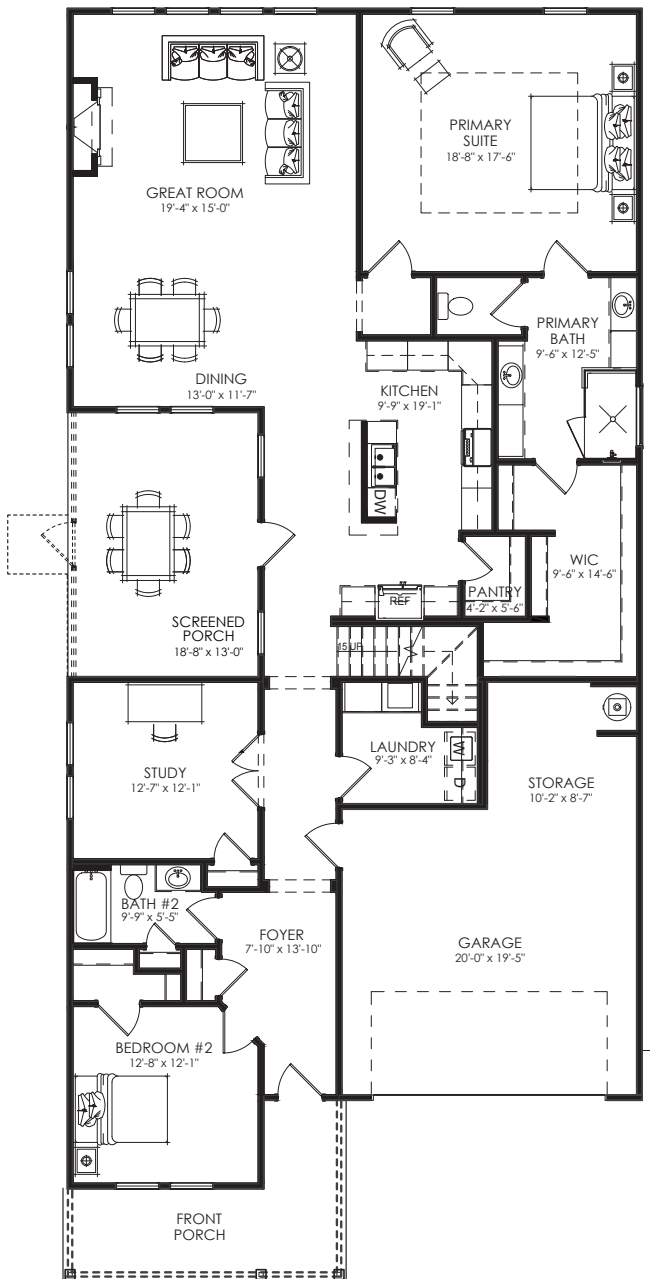 PRIMARY
SUITE
18'-8" x 17'-6"
GREAT ROOM
19'-4" x 15'-0"
PRIMARY
BATH
9'-6" x 12'-5"
DINING
13'-0" x 11'-7"
KITCHEN
9'-9" x 19'-1"
DW
WIC
9'-6" x 14'-6"
PANTRY
4'-2" x 5'-6"
REF
SCREENED
PORCH
18'-8" x 13'-0"
15 UP
LAUNDRY
9'-3" x 8'-4"
W
D
STUDY
12'-7" x 12'-1"
STORAGE
10'-2" x 8'-7"
BATH #2
9'-9" x 5'-5"
FOYER
7'-10" x 13'-10"
GARAGE
20'-0" x 19'-5"
BEDROOM #2
12'-8" x 12'-1"
FRONT
PORCH